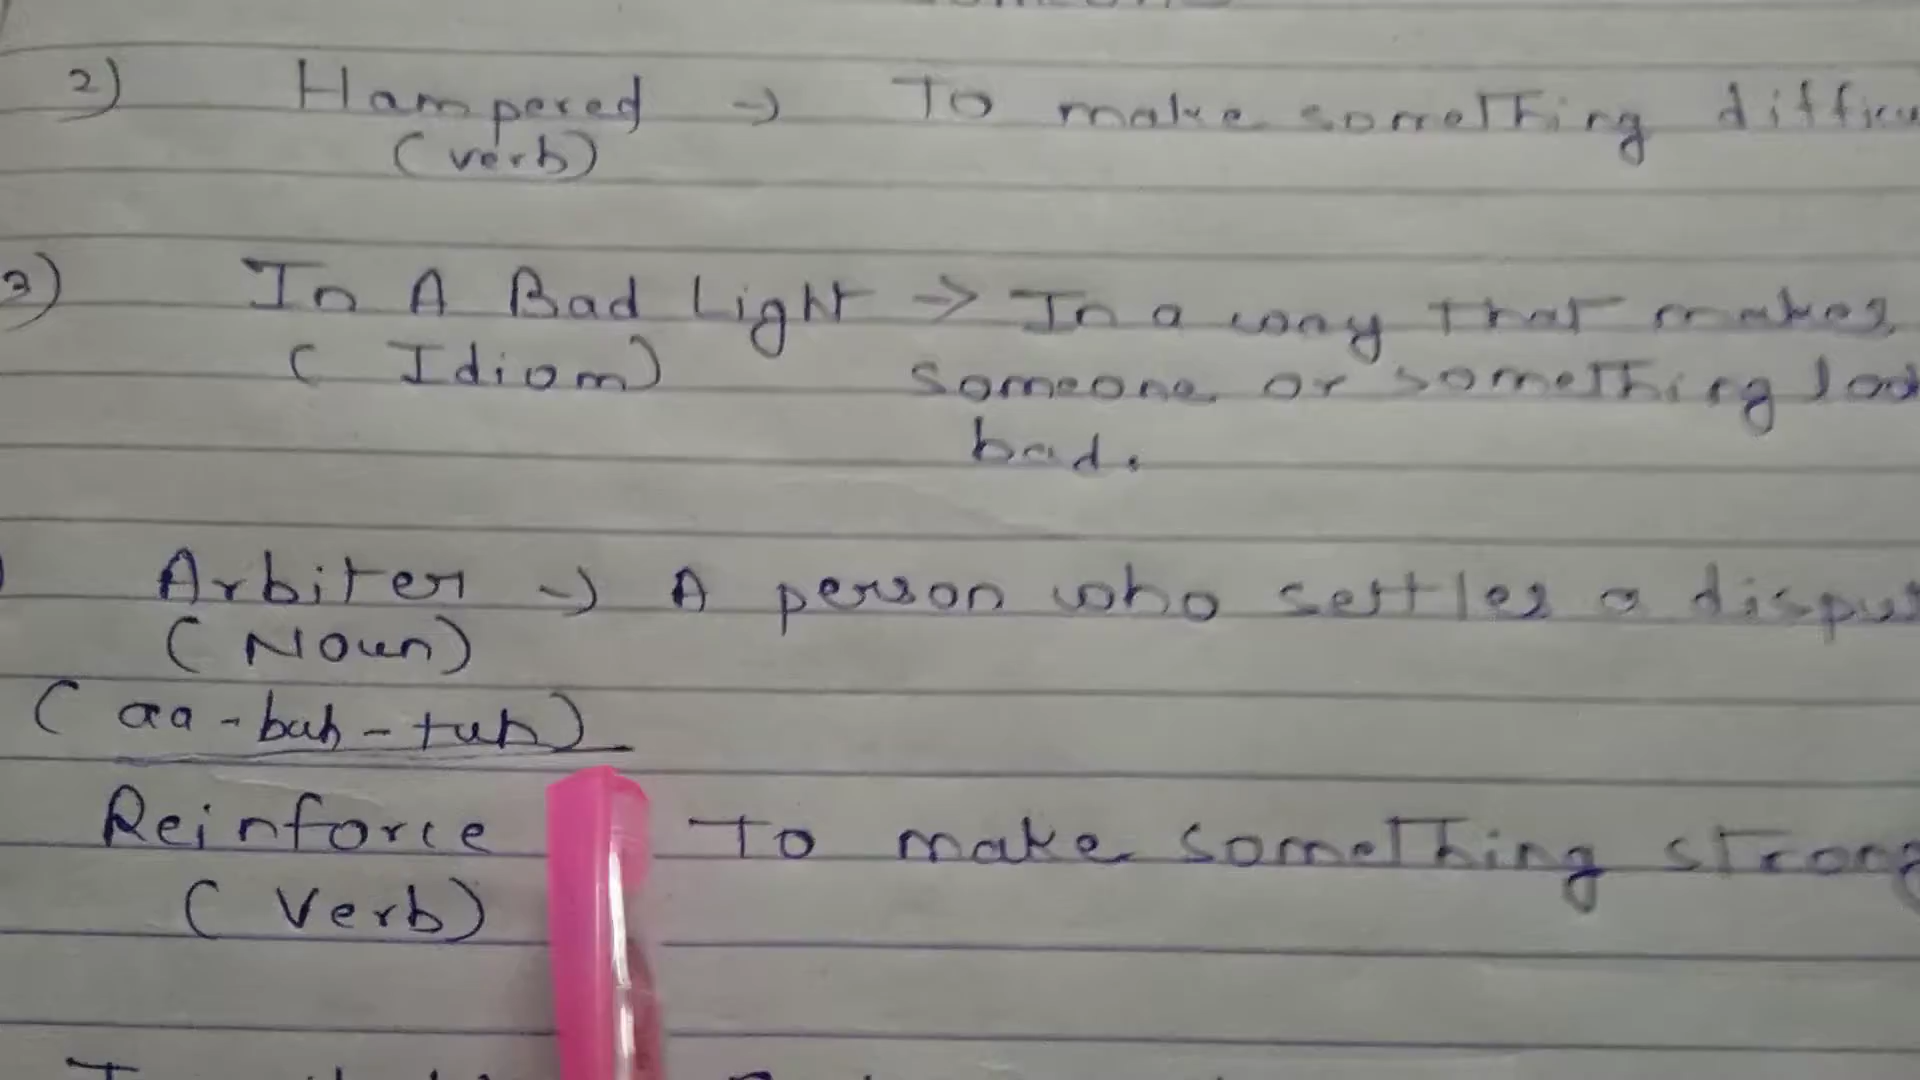 2) Hampered → To make something
(verb)
3) In A Bad Light → In a way that makes
(Idiom) someone or something
bad.
Arbiter → A person who settles a
(Noun)
(aa-buh-tuh)
Reinforce To make something
(Verb)